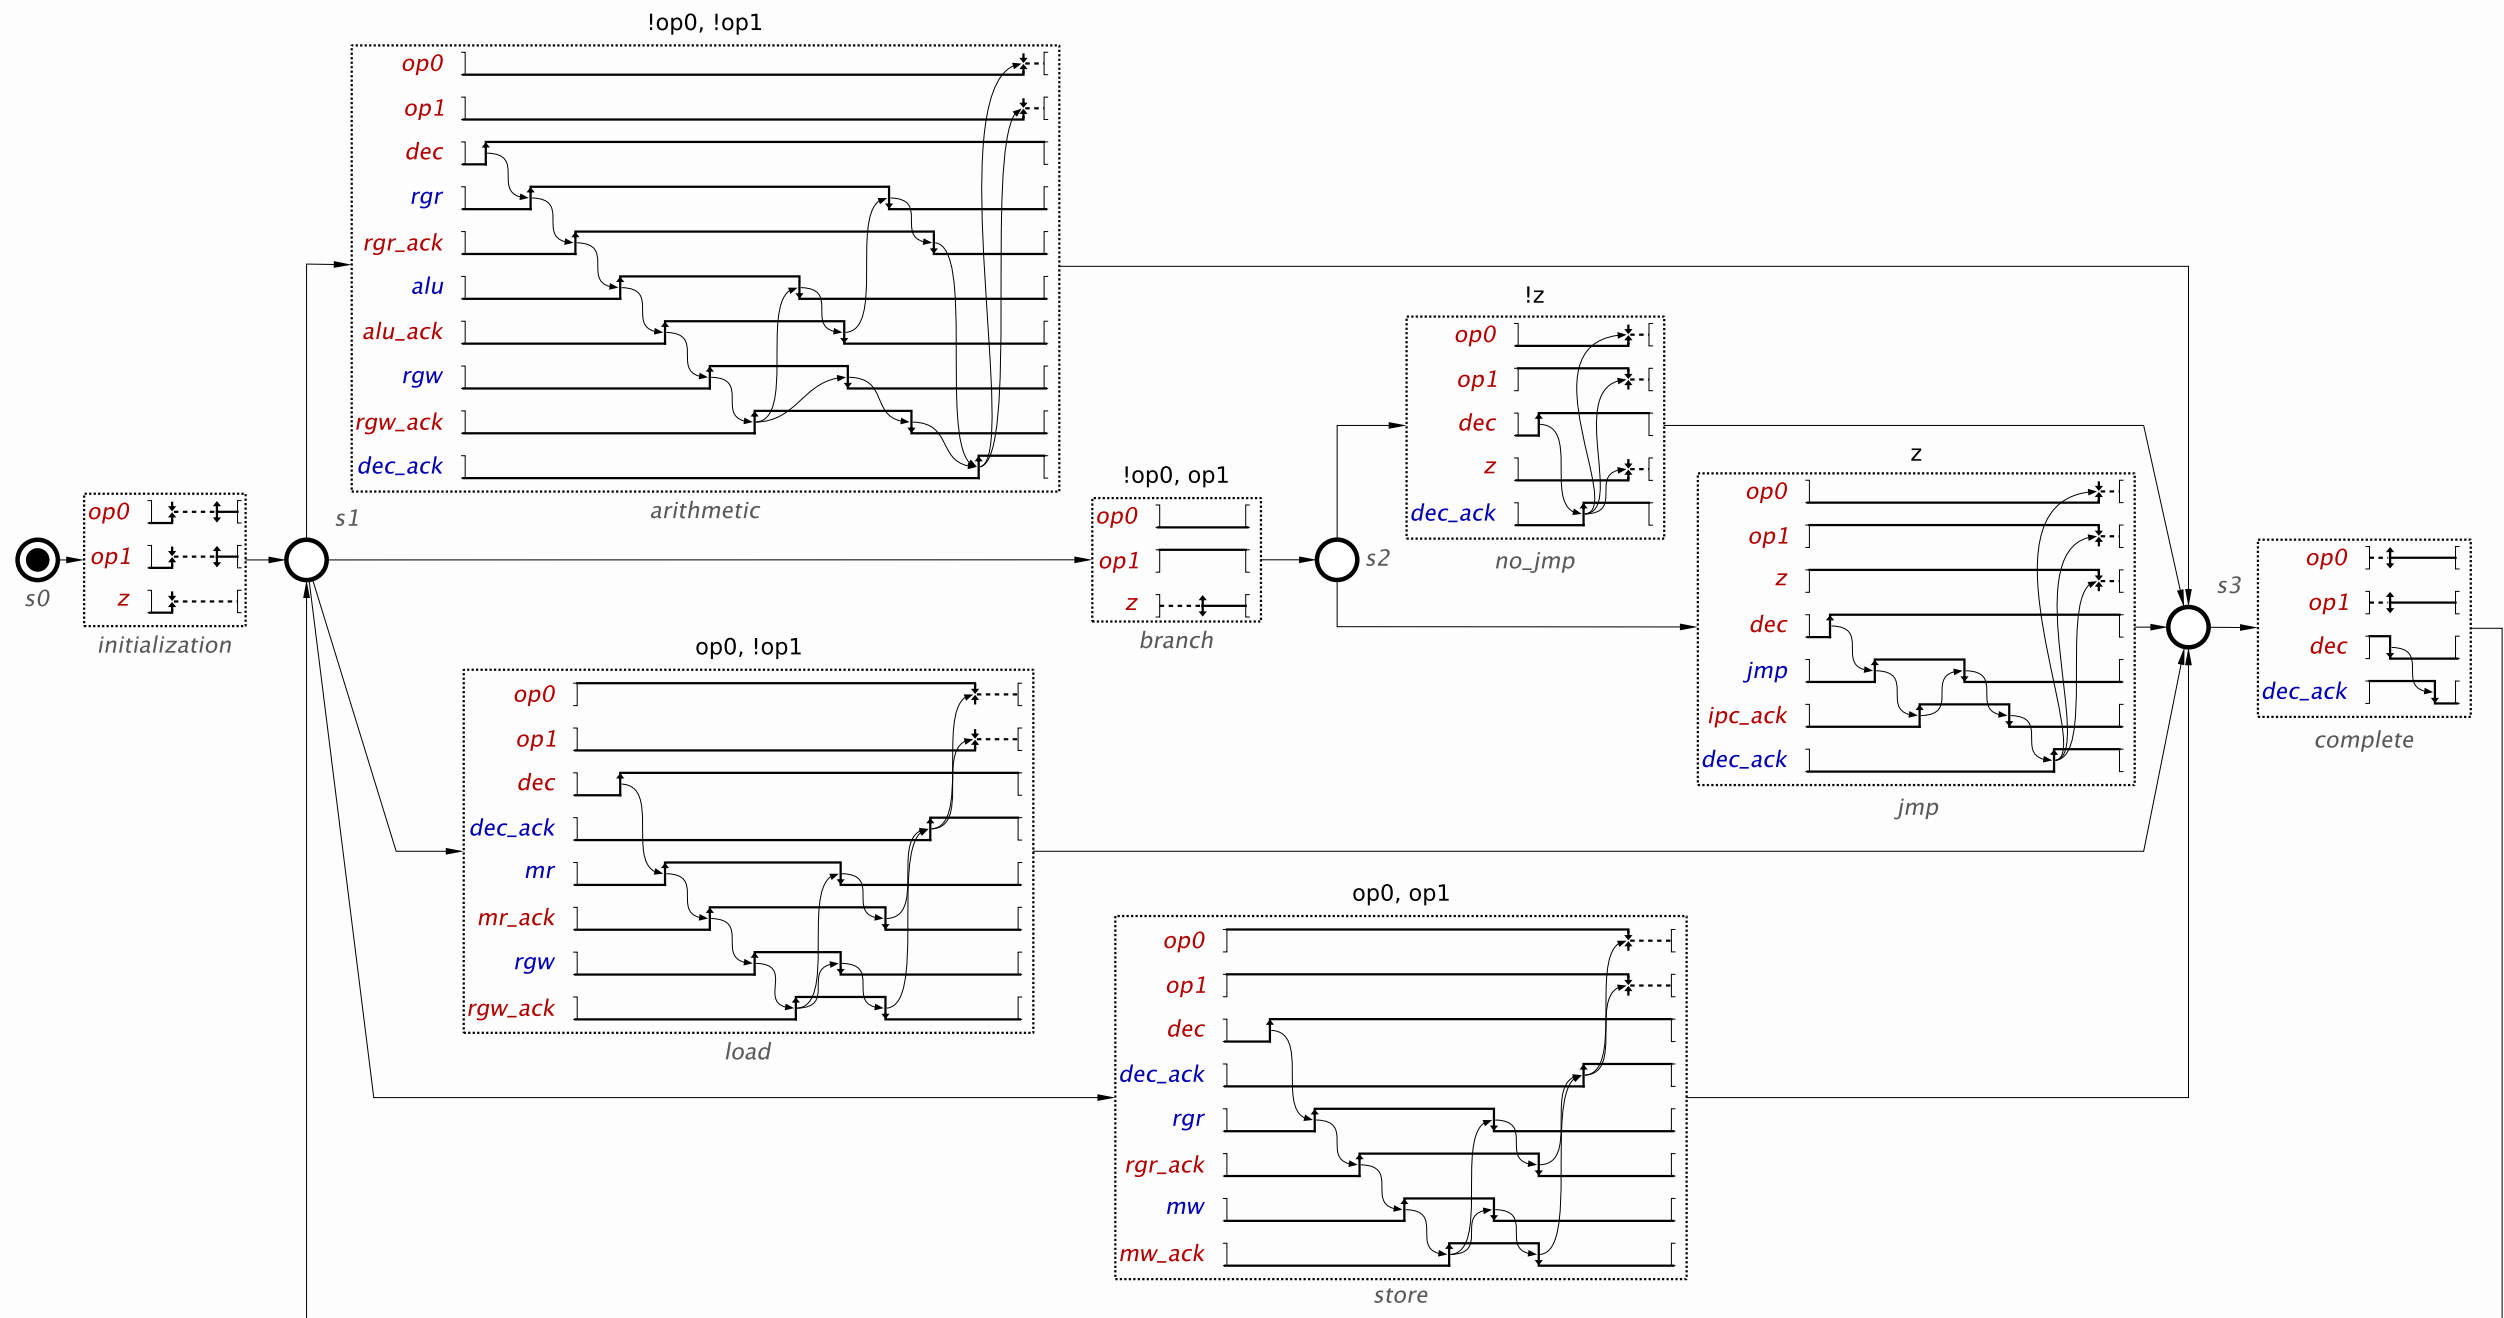 !op0, !op1
op0
op1
dec
rgr
rgr_ack
alu
alu_ack
rgw
rgw_ack
dec_ack
arithmetic
s0
op0
op1
z
initialization
s1
!op0, op1
op0
op1
z
branch
s2
!z
op0
op1
dec
z
dec_ack
no_jmp
z
op0
op1
z
dec
jmp
ipc_ack
dec_ack
jmp
s3
op0
op1
dec
dec_ack
complete
op0, !op1
op0
op1
dec
dec_ack
mr
mr_ack
rgw
rgw_ack
load
op0, op1
op0
op1
dec
dec_ack
rgr
rgr_ack
mw
mw_ack
store